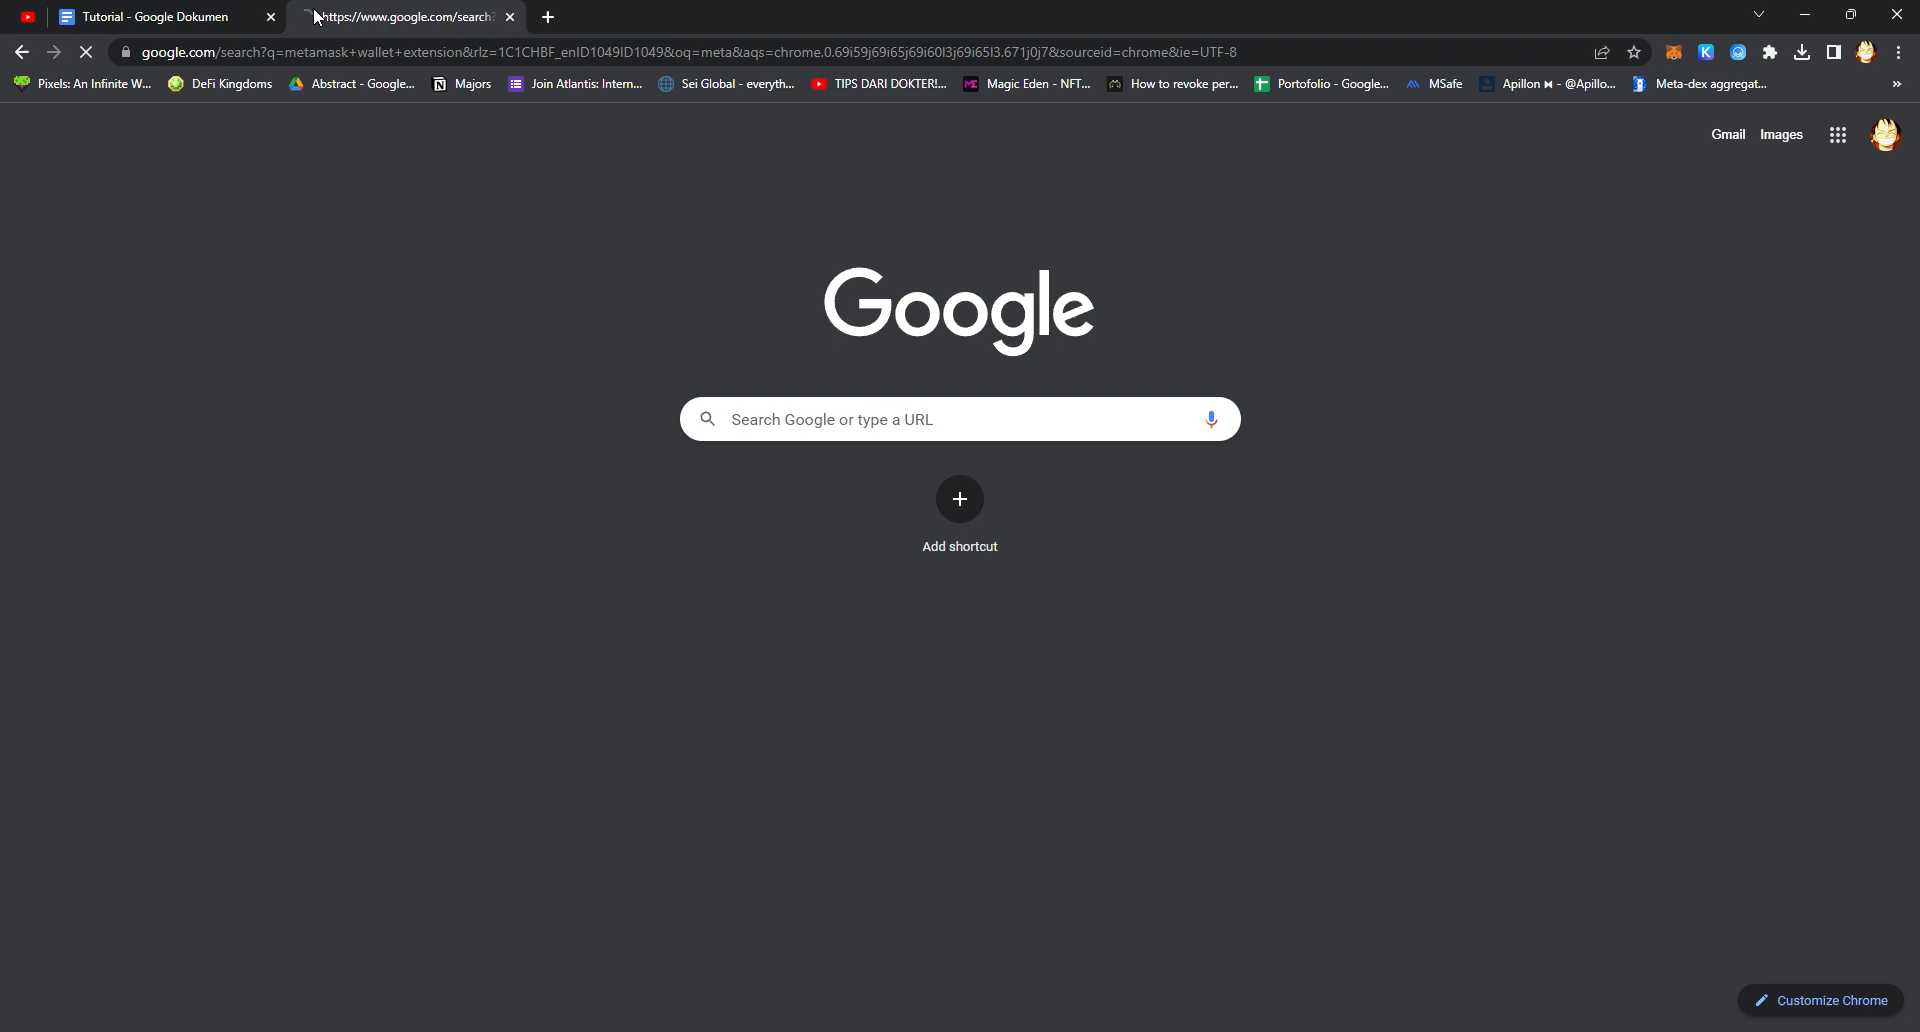 Tutorial - Google Dokumen
https://www.google.com/search?
google.com/search?q=metamask+wallet+extension&rlz=1C1CHBF_enID1049ID1049&oq=meta&aqs=chrome.0.69i59j69i65j69i60l3j69i65l3.671j0j7&sourceid=chrome&ie=UTF-8
Pixels: An Infinite W... DeFi Kingdoms Abstract - Google... Majors Join Atlantis: Intern... Sei Global - everyth... TIPS DARI DOKTER!... Magic Eden - NFT... How to revoke per... Portofolio - Google... MSafe Apillon ⧓ - @Apillo... Meta-dex aggregat... »
Gmail Images
Google
Search Google or type a URL
Add shortcut
Customize Chrome